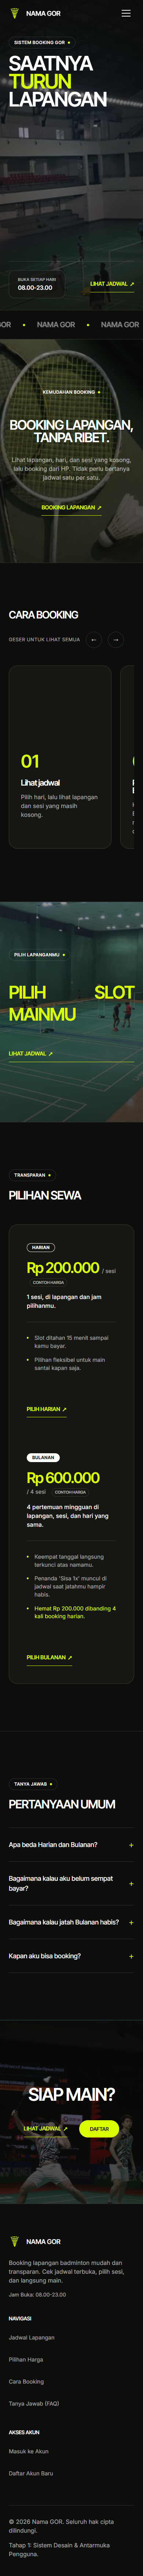 NAMA GOR
SISTEM BOOKING GOR
SAATNYA
TURUN
LAPANGAN
BUKA SETIAP HARI
08.00-23.00
LIHAT JADWAL ↗
GOR • NAMA GOR • NAMA GOR
KEMUDAHAN BOOKING
BOOKING LAPANGAN,
TANPA RIBET.
Lihat lapangan, hari, dan sesi yang kosong,
lalu booking dari HP. Tidak perlu bertanya
jadwal satu per satu.
BOOKING LAPANGAN ↗
CARA BOOKING
GESER UNTUK LIHAT SEMUA ← →
01
Lihat jadwal
Pilih hari, lalu lihat lapangan
dan sesi yang masih
kosong.
PILIH LAPANGANMU
PILIH SLOT
MAINMU
LIHAT JADWAL ↗
TRANSPARAN
PILIHAN SEWA
HARIAN
Rp 200.000 / sesi
CONTOH HARGA
1 sesi, di lapangan dan jam
pilihanmu.
Slot ditahan 15 menit sampai
kamu bayar.
Pilihan fleksibel untuk main
santai kapan saja.
PILIH HARIAN ↗
BULANAN
Rp 600.000
/ 4 sesi CONTOH HARGA
4 pertemuan mingguan di
lapangan, sesi, dan hari yang
sama.
Keempat tanggal langsung
terkunci atas namamu.
Penanda 'Sisa 1x' muncul di
jadwal saat jatahmu hampir
habis.
Hemat Rp 200.000 dibanding 4
kali booking harian.
PILIH BULANAN ↗
TANYA JAWAB
PERTANYAAN UMUM
Apa beda Harian dan Bulanan? +
Bagaimana kalau aku belum sempat
bayar? +
Bagaimana kalau jatah Bulanan habis? +
Kapan aku bisa booking? +
SIAP MAIN?
LIHAT JADWAL ↗ DAFTAR
NAMA GOR
Booking lapangan badminton mudah dan
transparan. Cek jadwal terbuka, pilih sesi,
dan langsung main.
Jam Buka: 08.00-23.00
NAVIGASI
Jadwal Lapangan
Pilihan Harga
Cara Booking
Tanya Jawab (FAQ)
AKSES AKUN
Masuk ke Akun
Daftar Akun Baru
© 2026 Nama GOR. Seluruh hak cipta
dilindungi.
Tahap 1: Sistem Desain & Antarmuka
Pengguna.